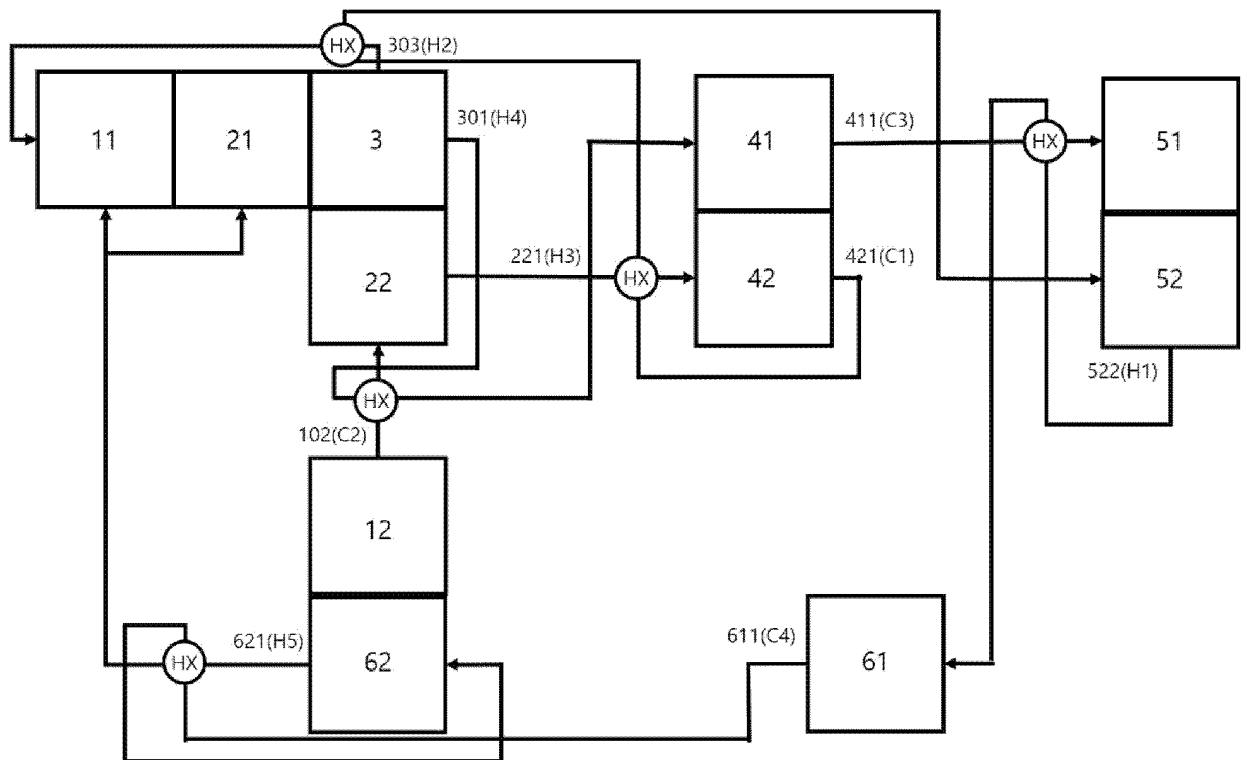 HX
303(H2)
11
21
3
301(H4)
41
411(C3)
HX
51
22
221(H3)
HX
42
421(C1)
52
HX
522(H1)
102(C2)
12
HX
621(H5)
62
611(C4)
61